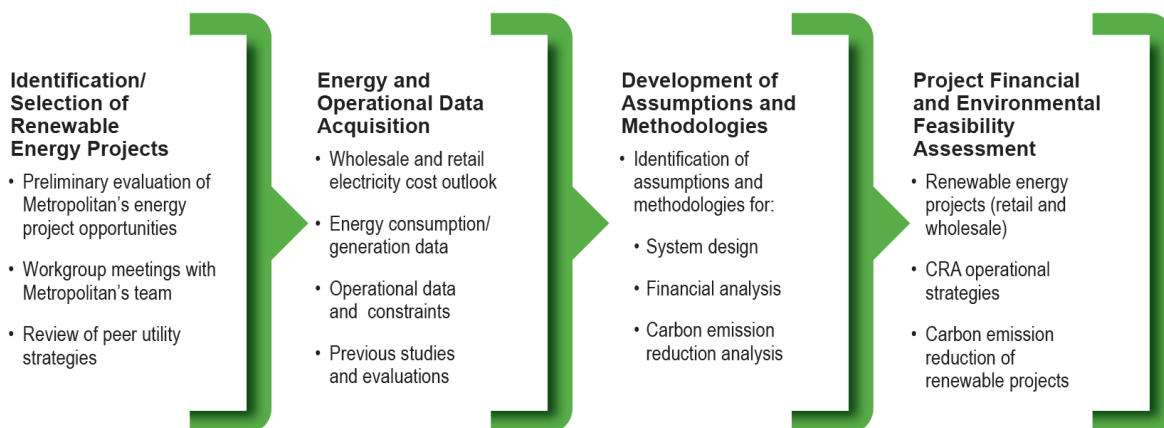 Identification/
Selection of
Renewable
Energy Projects
• Preliminary evaluation of
Metropolitan's energy
project opportunities
• Workgroup meetings with
Metropolitan's team
• Review of peer utility
strategies
Energy and
Operational Data
Acquisition
• Wholesale and retail
electricity cost outlook
• Energy consumption/
generation data
• Operational data
and constraints
• Previous studies
and evaluations
Development of
Assumptions and
Methodologies
• Identification of
assumptions and
methodologies for:
• System design
• Financial analysis
• Carbon emission
reduction analysis
Project Financial
and Environmental
Feasibility
Assessment
• Renewable energy
projects (retail and
wholesale)
• CRA operational
strategies
• Carbon emission
reduction of
renewable projects